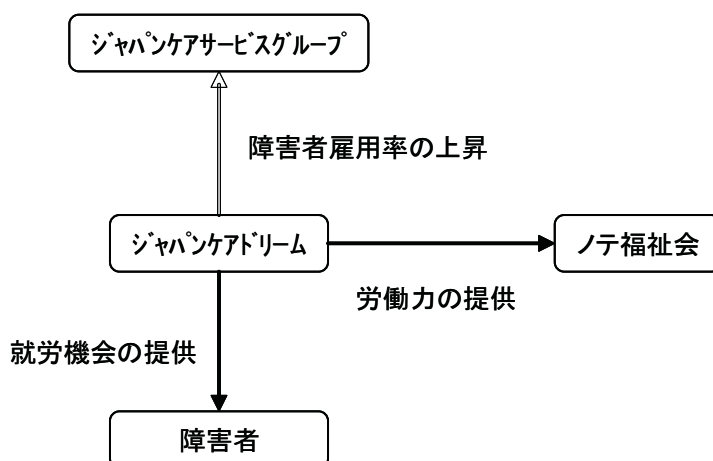 ｼﾞｬﾊﾟﾝケアサービスｸﾞループ
障害者雇用率の上昇
ｼﾞｬﾊﾟﾝケアドリーム
ノテ福祉会
労働力の提供
就労機会の提供
障害者